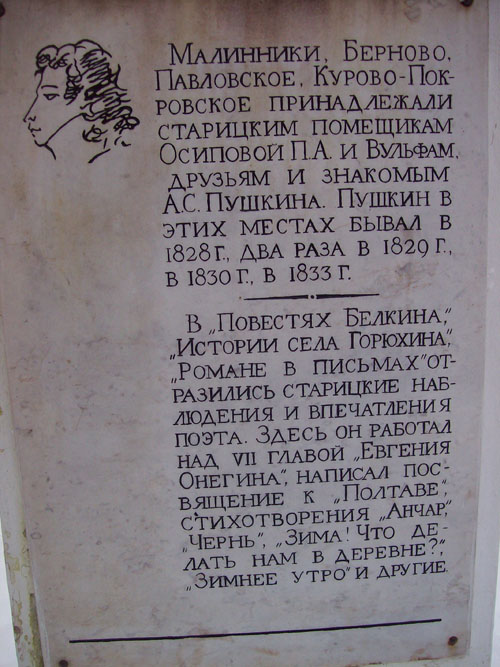 Малинники, Берново,
Павловское, Курово-Пок-
ровское принадлежали
старицким помещикам
Осиповой П.А. и Вульфам,
друзьям и знакомым
А.С. Пушкина. Пушкин в
этих местах бывал в
1828 г., два раза в 1829 г.,
в 1830 г., в 1833 г.
В „Повестях Белкина",
„Истории села Горюхина",
„Романе в письмах" от-
разились старицкие наб-
людения и впечатления
поэта. Здесь он работал
над VII главой „Евгения
Онегина", написал пос-
вящение к „Полтаве",
стихотворения „Анчар",
„Чернь", „Зима! Что де-
лать нам в деревне?",
„Зимнее утро" и другие.